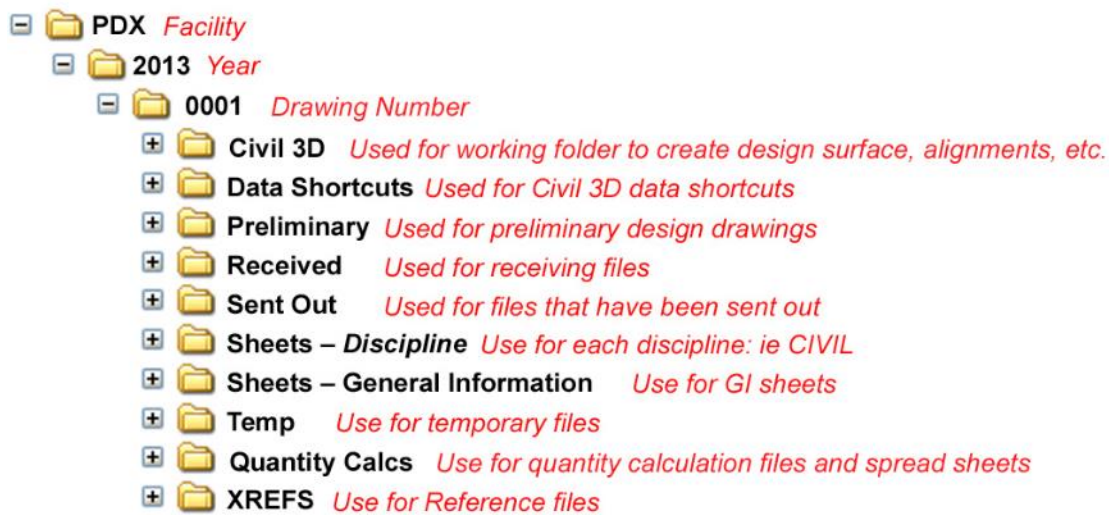 PDX Facility
2013 Year
0001 Drawing Number
Civil 3D Used for working folder to create design surface, alignments, etc.
Data Shortcuts Used for Civil 3D data shortcuts
Preliminary Used for preliminary design drawings
Received Used for receiving files
Sent Out Used for files that have been sent out
Sheets – Discipline Use for each discipline: ie CIVIL
Sheets – General Information Use for GI sheets
Temp Use for temporary files
Quantity Calcs Use for quantity calculation files and spread sheets
XREFS Use for Reference files